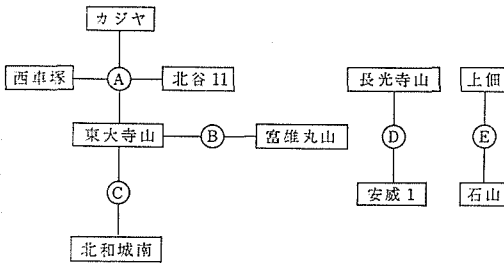 カジヤ
西車塚 A 北谷11 長光寺山 上佃
東大寺山 B 富雄丸山 D E
C 安威1 石山
北和城南